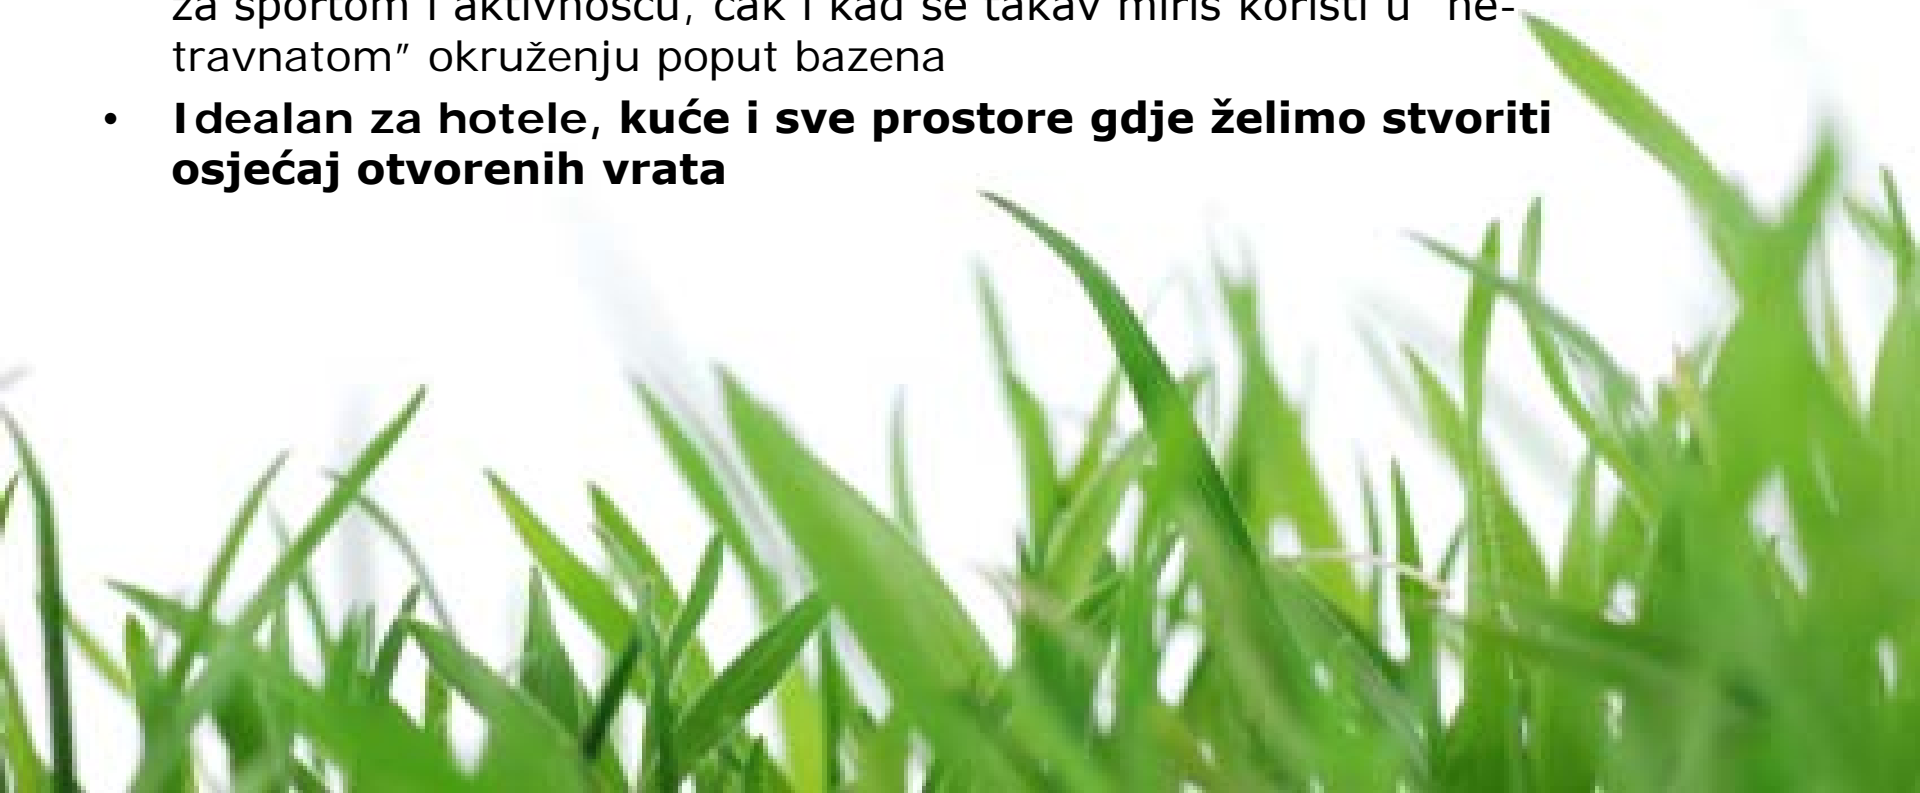 za sportom i aktivnošću, čak i kad se takav miris koristi u "ne-
travnatom” okruženju poput bazena
• Idealan za hotele, kuće i sve prostore gdje želimo stvoriti
osjećaj otvorenih vrata